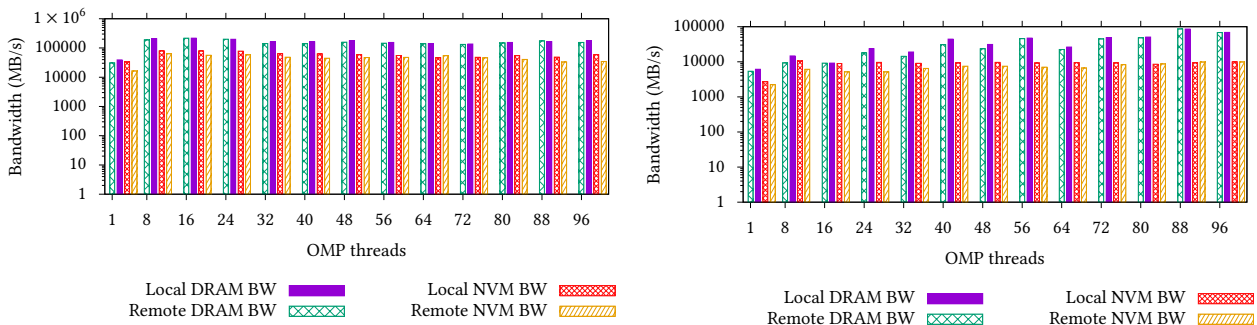 1 × 10⁶
100000
10000
1000
100
10
1
Bandwidth (MB/s)
1 8 16 24 32 40 48 56 64 72 80 88 96
OMP threads
Local DRAM BW Local NVM BW
Remote DRAM BW Remote NVM BW
100000
10000
1000
100
10
1
Bandwidth (MB/s)
1 8 16 24 32 40 48 56 64 72 80 88 96
OMP threads
Local DRAM BW Local NVM BW
Remote DRAM BW Remote NVM BW